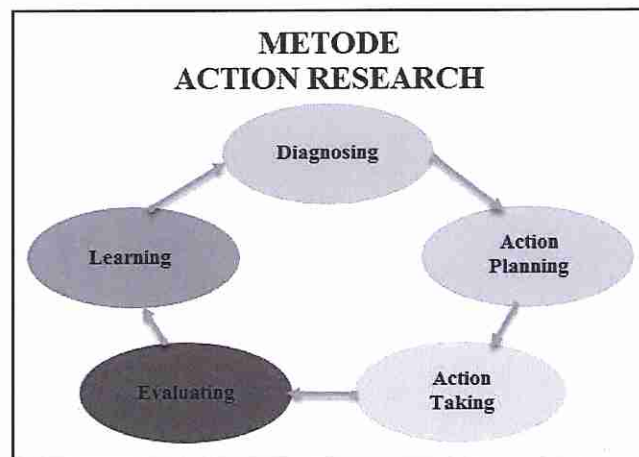 METODE
ACTION RESEARCH
Diagnosing
Action
Planning
Action
Taking
Evaluating
Learning